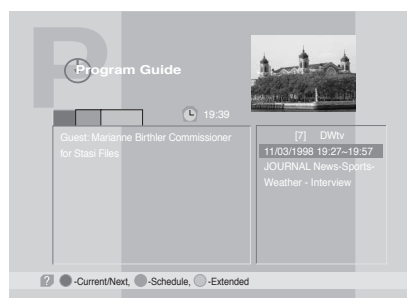 P
Program Guide
19:39
Guest: Marianne Birthler Commissioner
for Stasi Files
[7] DWtv
11/03/1998 19:27~19:57
JOURNAL News-Sports-
Weather - Interview
? -Current/Next, -Schedule, -Extended